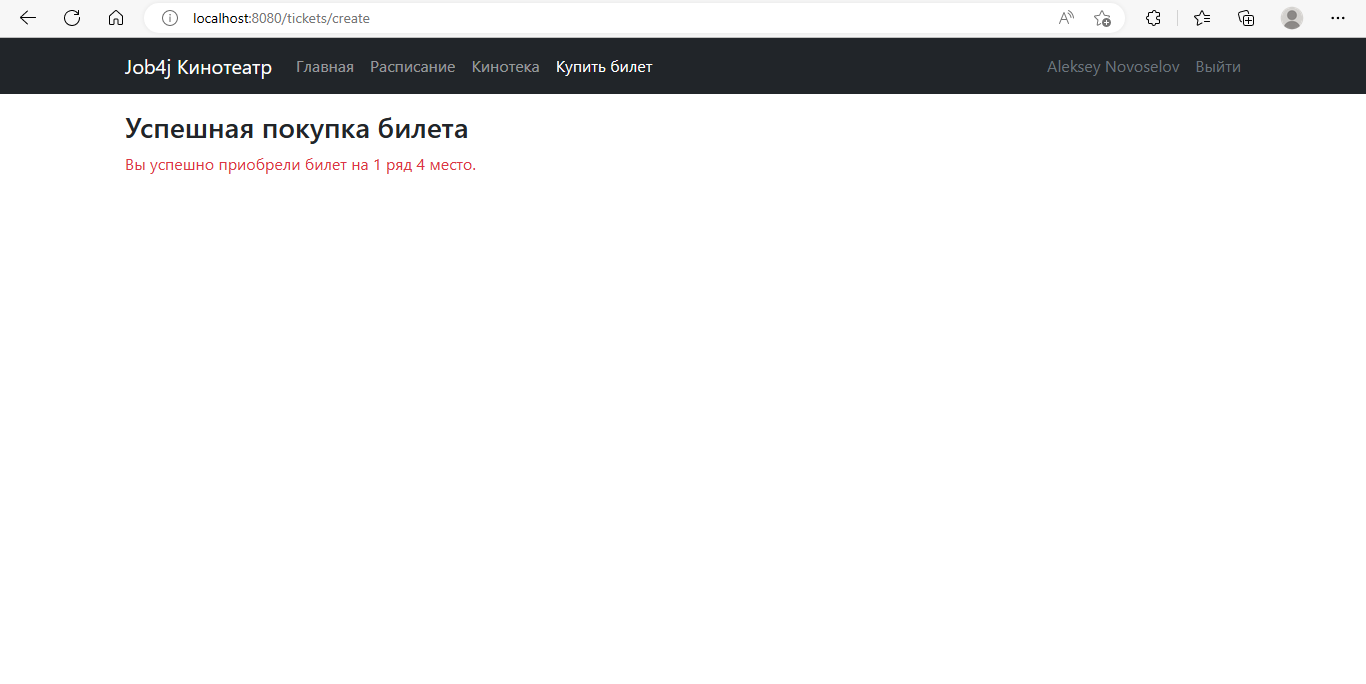 localhost:8080/tickets/create
Job4j Кинотеатр Главная Расписание Кинотека Купить билет Aleksey Novoselov Выйти
Успешная покупка билета
Вы успешно приобрели билет на 1 ряд 4 место.